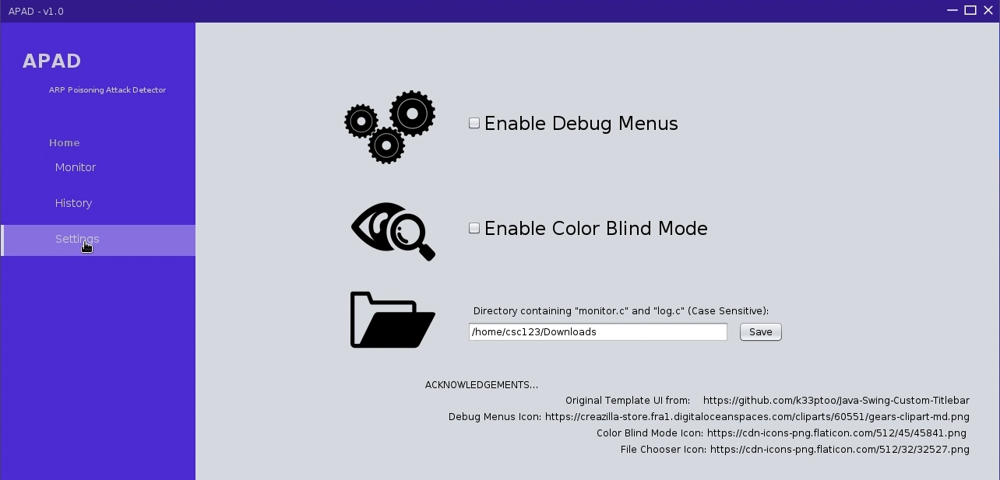 APAD - v1.0
APAD
ARP Poisoning Attack Detector
Home
Monitor
History
Settings
Enable Debug Menus
Enable Color Blind Mode
Directory containing "monitor.c" and "log.c" (Case Sensitive):
/home/csc123/Downloads
Save
ACKNOWLEDGEMENTS...
Original Template UI from: https://github.com/k33ptoo/Java-Swing-Custom-Titlebar
Debug Menus Icon: https://creazilla-store.fra1.digitaloceanspaces.com/cliparts/60551/gears-clipart-md.png
Color Blind Mode Icon: https://cdn-icons-png.flaticon.com/512/45/45841.png
File Chooser Icon: https://cdn-icons-png.flaticon.com/512/32/32527.png